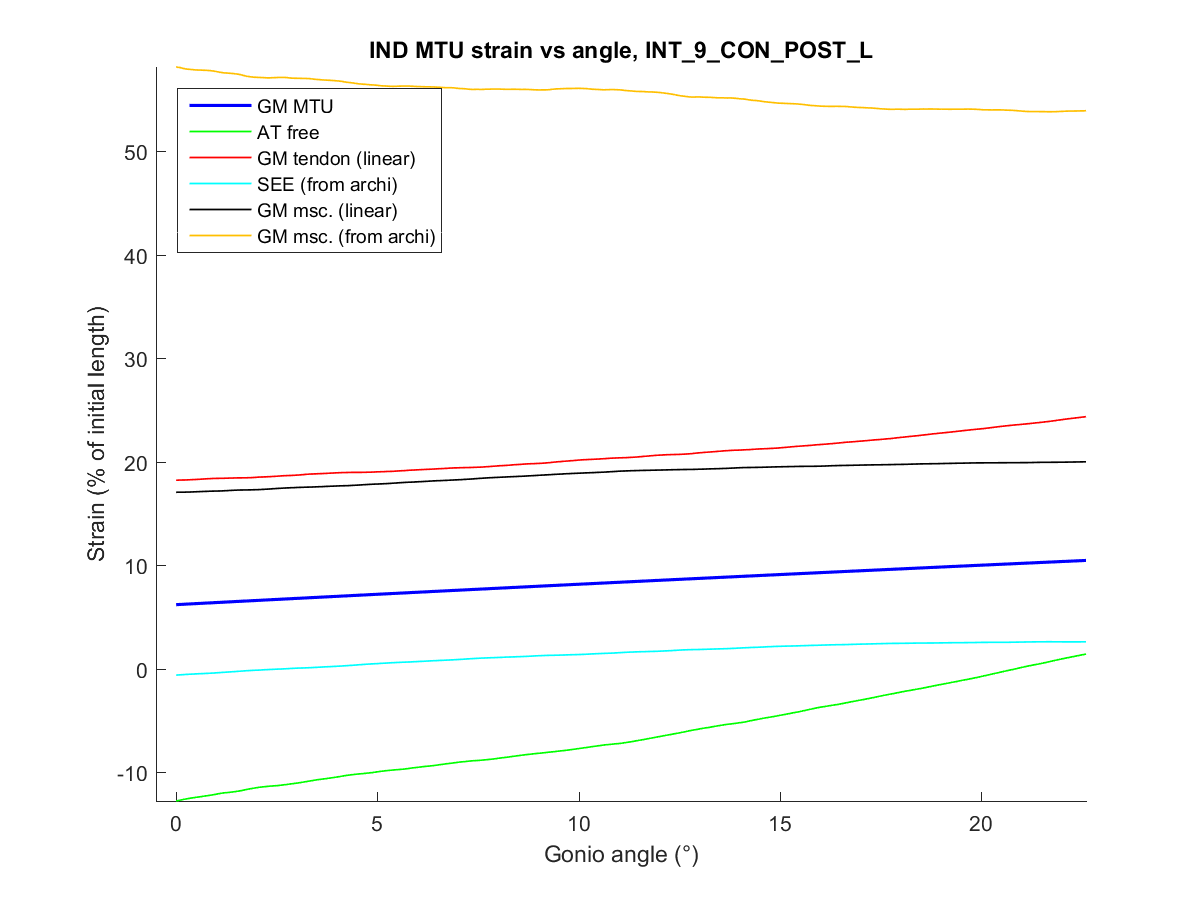 IND MTU strain vs angle, INT_9_CON_POST_L
GM MTU
AT free
GM tendon (linear)
SEE (from archi)
GM msc. (linear)
GM msc. (from archi)
Strain (% of initial length)
50
40
30
20
10
0
-10
0 5 10 15 20
Gonio angle (°)